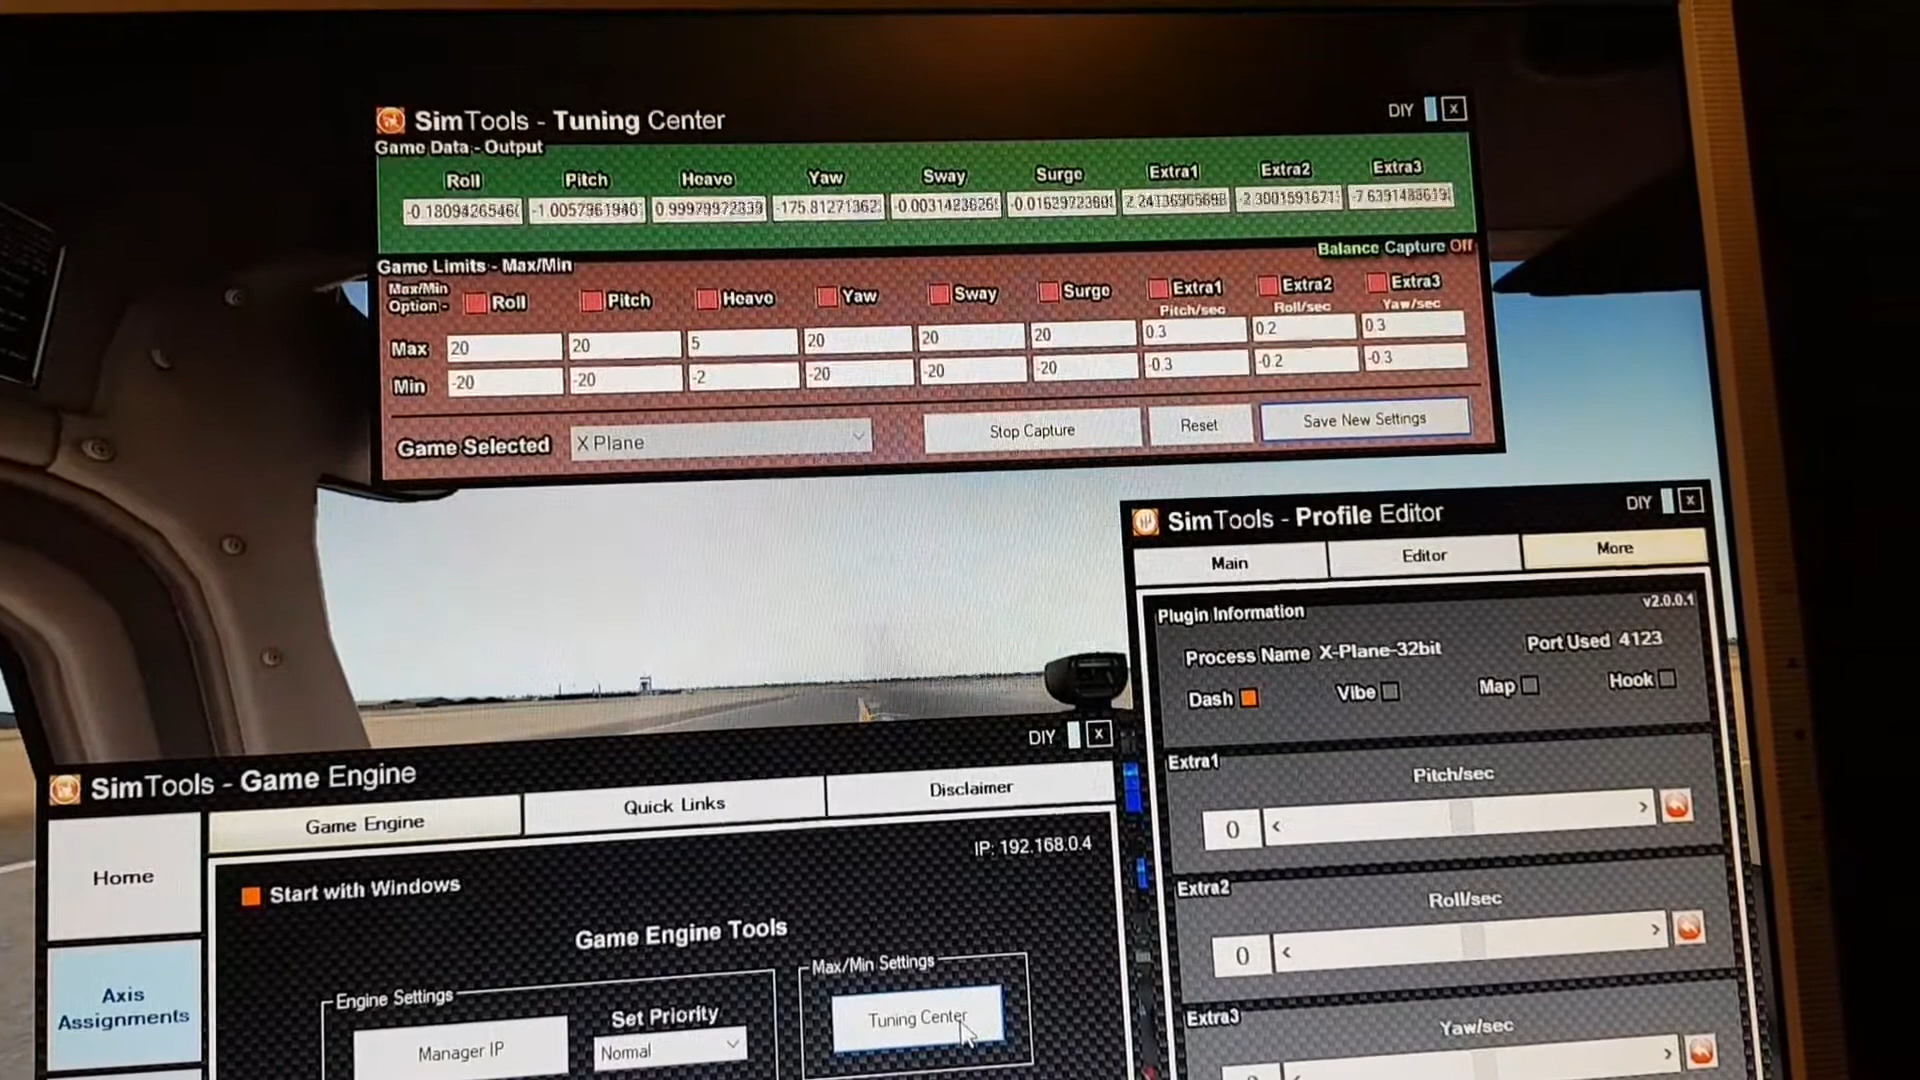 SimTools - Tuning Center DIY x
Game Data - Output
Roll Pitch Heave Yaw Sway Surge Extra1 Extra2 Extra3
-175.81271362
Balance Capture Off
Game Limits - Max/Min
Max/Min
Option - Roll Pitch Heave Yaw Sway Surge Extra1 Extra2 Extra3
Pitch/sec Roll/sec Yaw/sec
Max 20 20 5 20 20 20 0.3 0.2 0.3
Min -20 -20 -2 -20 -20 -20 -0.3 -0.2 -0.3
Game Selected X Plane Stop Capture Reset Save New Settings
SimTools - Profile Editor DIY x
Main Editor More
Plugin Information v2.0.0.1
Process Name X-Plane-32bit Port Used 4123
Dash Vibe Map Hook
Extra1
Pitch/sec
0 < >
Extra2
Roll/sec
0 < >
Extra3
Yaw/sec
SimTools - Game Engine DIY x
Game Engine Quick Links Disclaimer
Home
Axis
Assignments
IP: 192.168.0.4
Start with Windows
Game Engine Tools
Engine Settings
Manager IP
Set Priority
Normal
Max/Min Settings
Tuning Center